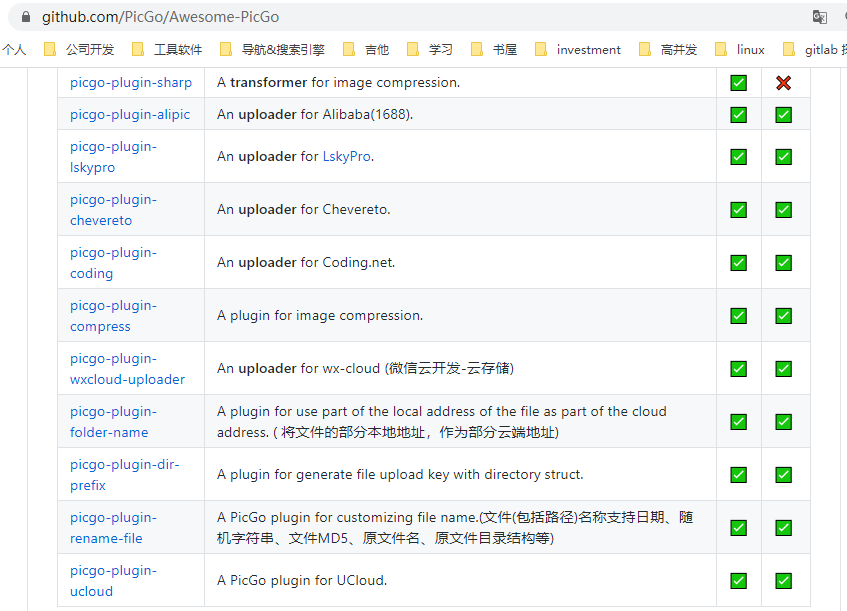 github.com/PicGo/Awesome-PicGo
个人 公司开发 工具软件 导航&搜索引擎 吉他 学习 书屋 investment 高并发 linux gitlab
picgo-plugin-sharp A transformer for image compression.
picgo-plugin-alipic An uploader for Alibaba(1688).
picgo-plugin-
lskypro
An uploader for LskyPro.
picgo-plugin-
chevereto
An uploader for Chevereto.
picgo-plugin-
coding
An uploader for Coding.net.
picgo-plugin-
compress
A plugin for image compression.
picgo-plugin-
wxcloud-uploader
An uploader for wx-cloud (微信云开发-云存储)
picgo-plugin-
folder-name
A plugin for use part of the local address of the file as part of the cloud
address. ( 将文件的部分本地地址，作为部分云端地址)
picgo-plugin-dir-
prefix
A plugin for generate file upload key with directory struct.
picgo-plugin-
rename-file
A PicGo plugin for customizing file name.(文件(包括路径)名称支持日期、随
机字符串、文件MD5、原文件名、原文件目录结构等)
picgo-plugin-
ucloud
A PicGo plugin for UCloud.